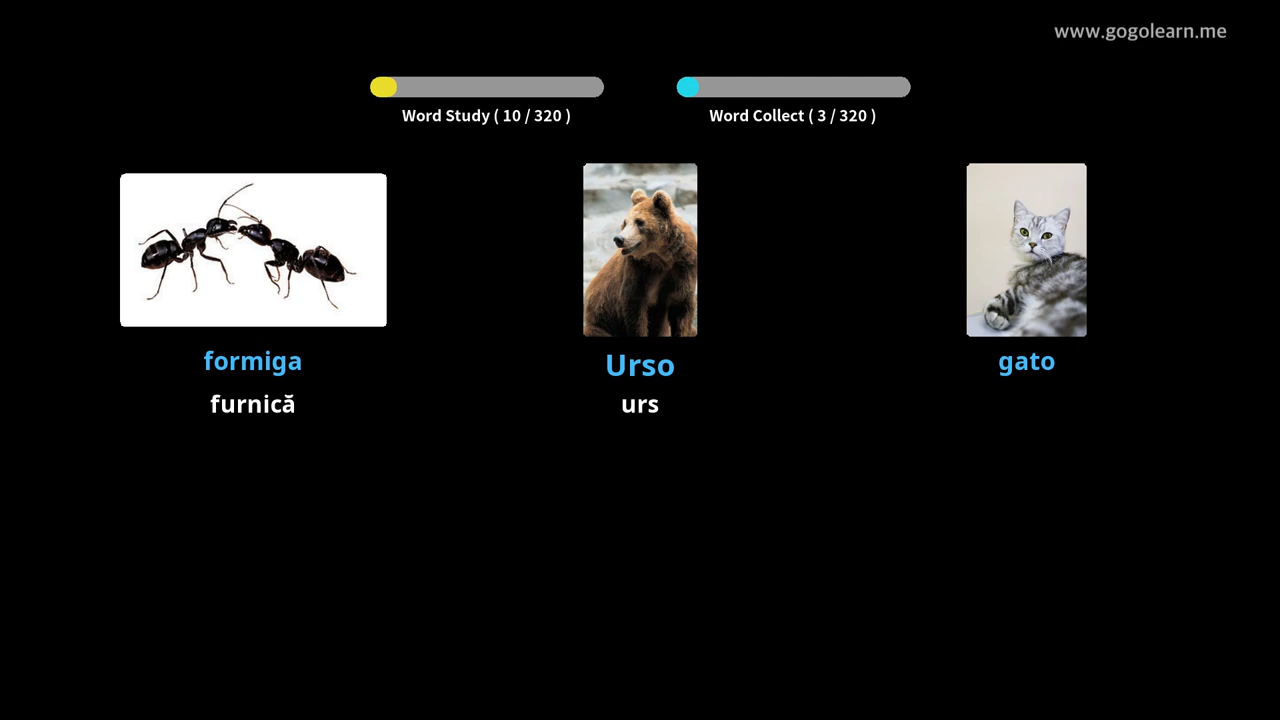 www.gogolearn.me
Word Study ( 10 / 320 )
Word Collect ( 3 / 320 )
formiga
Urso
gato
furnică
urs